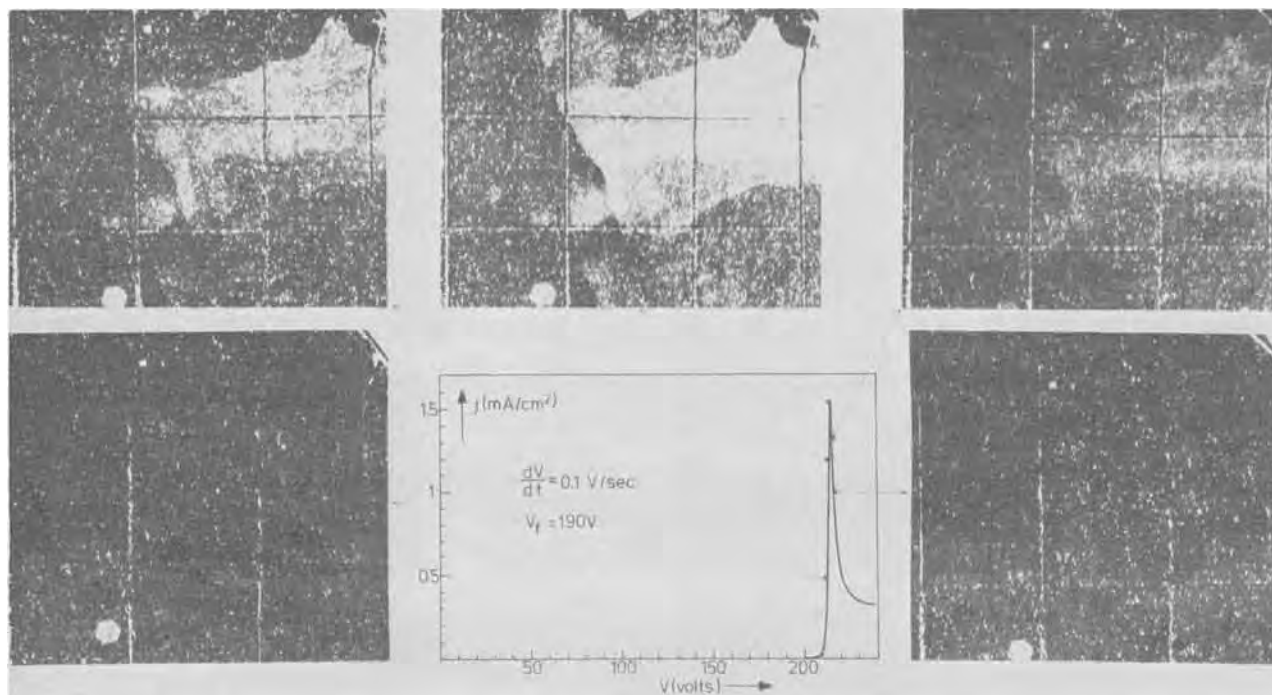 1.5
j(mA/cm²)
dV/dt = 0.1 V/sec
1
V_f = 190V
0.5
50 100 150 200
V(volts)